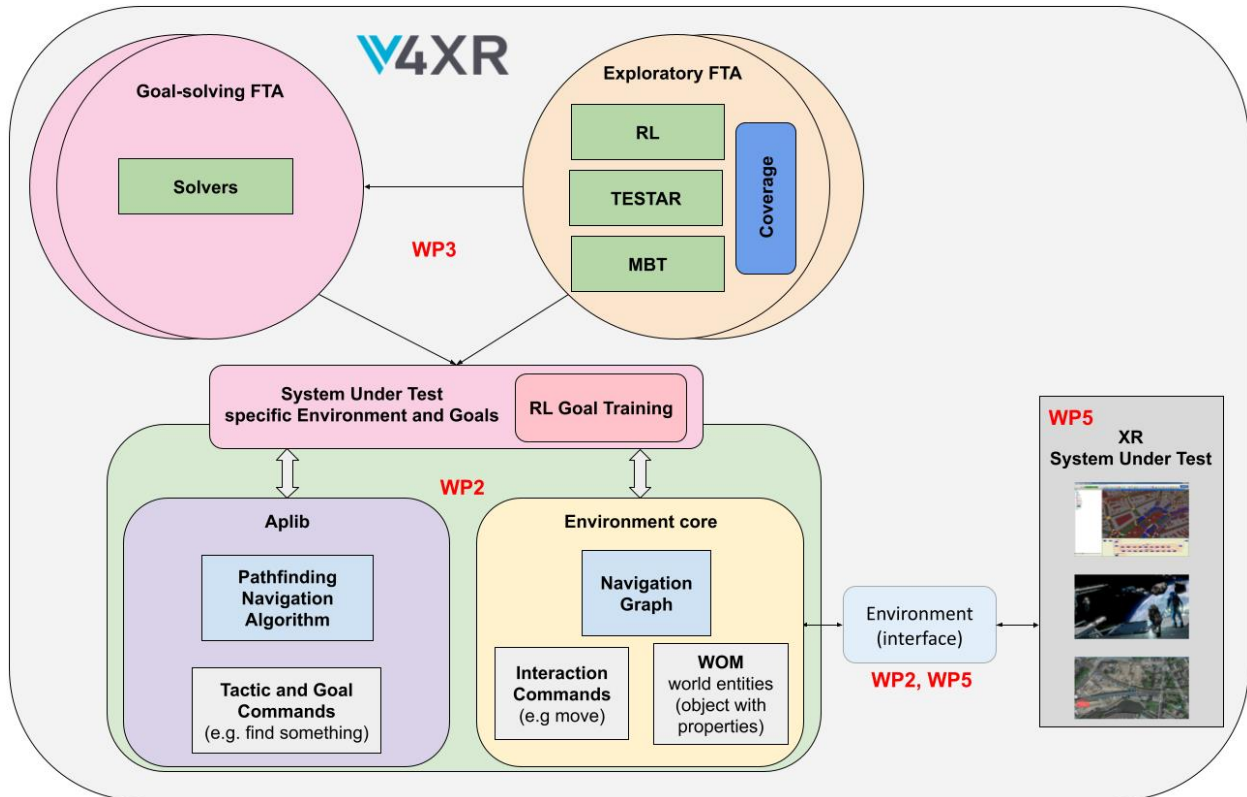 iv4XR
Goal-solving FTA
Solvers
Exploratory FTA
RL
TESTAR
MBT
Coverage
WP3
System Under Test
specific Environment and Goals
RL Goal Training
WP2
Aplib
Pathfinding
Navigation
Algorithm
Tactic and Goal
Commands
(e.g. find something)
Environment core
Navigation
Graph
Interaction
Commands
(e.g move)
WOM
world entities
(object with
properties)
Environment
(interface)
WP2, WP5
WP5
XR
System Under Test